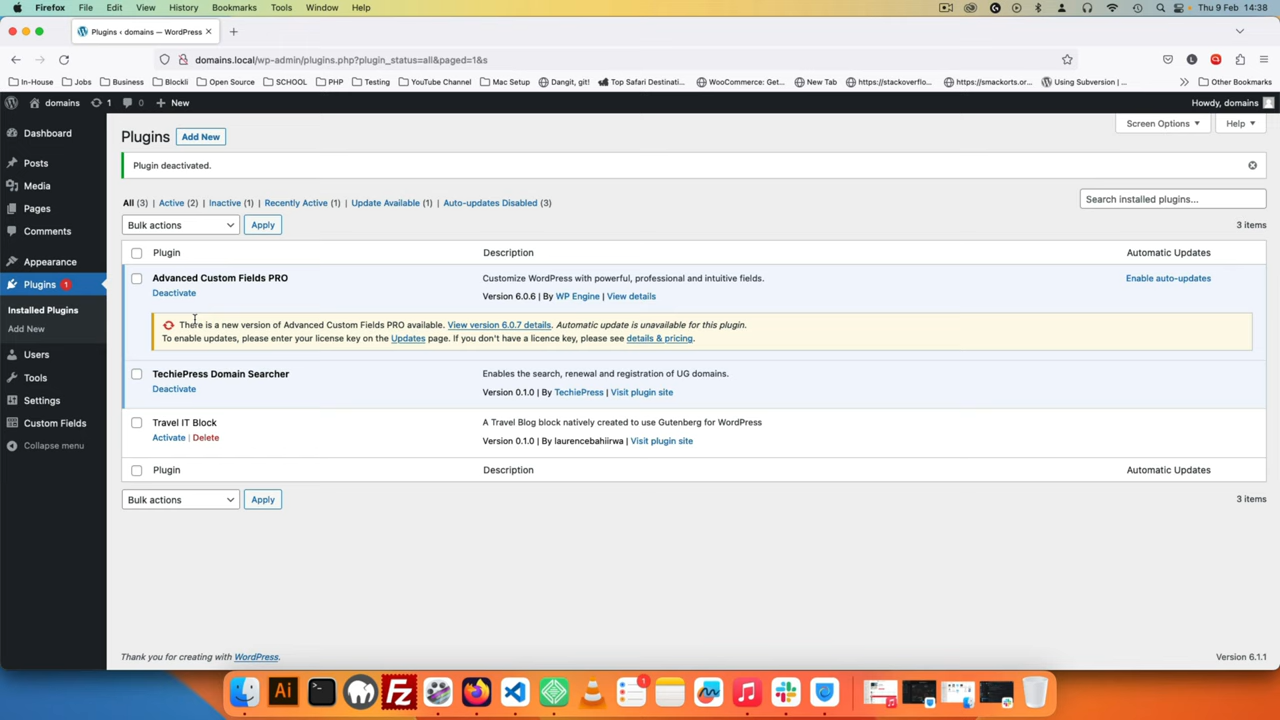 Firefox File Edit View History Bookmarks Tools Window Help Thu 9 Feb 14:38
Plugins ‹ domains — WordPress
domains.local/wp-admin/plugins.php?plugin_status=all&paged=1&s
In-House Jobs Business Blockli Open Source SCHOOL PHP Testing YouTube Channel Mac Setup Dangit, git! Top Safari Destinati... WooCommerce: Get... New Tab https://stackoverflo... https://smackorts.or... Using Subversion |... Other Bookmarks
domains 1 0 New Howdy, domains
Screen Options Help
Dashboard
Posts
Media
Pages
Comments
Appearance
Plugins 1
Installed Plugins
Add New
Users
Tools
Settings
Custom Fields
Collapse menu
Plugins Add New
Plugin deactivated.
All (3) | Active (2) | Inactive (1) | Recently Active (1) | Update Available (1) | Auto-updates Disabled (3)
Search installed plugins...
Bulk actions Apply 3 items
Plugin Description Automatic Updates
Advanced Custom Fields PRO Customize WordPress with powerful, professional and intuitive fields. Enable auto-updates
Deactivate Version 6.0.6 | By WP Engine | View details
There is a new version of Advanced Custom Fields PRO available. View version 6.0.7 details. Automatic update is unavailable for this plugin.
To enable updates, please enter your license key on the Updates page. If you don't have a licence key, please see details & pricing.
TechiePress Domain Searcher Enables the search, renewal and registration of UG domains.
Deactivate Version 0.1.0 | By TechiePress | Visit plugin site
Travel IT Block A Travel Blog block natively created to use Gutenberg for WordPress
Activate | Delete Version 0.1.0 | By laurencebahiirwa | Visit plugin site
Plugin Description Automatic Updates
Bulk actions Apply 3 items
Thank you for creating with WordPress. Version 6.1.1
Ai
FZ
1